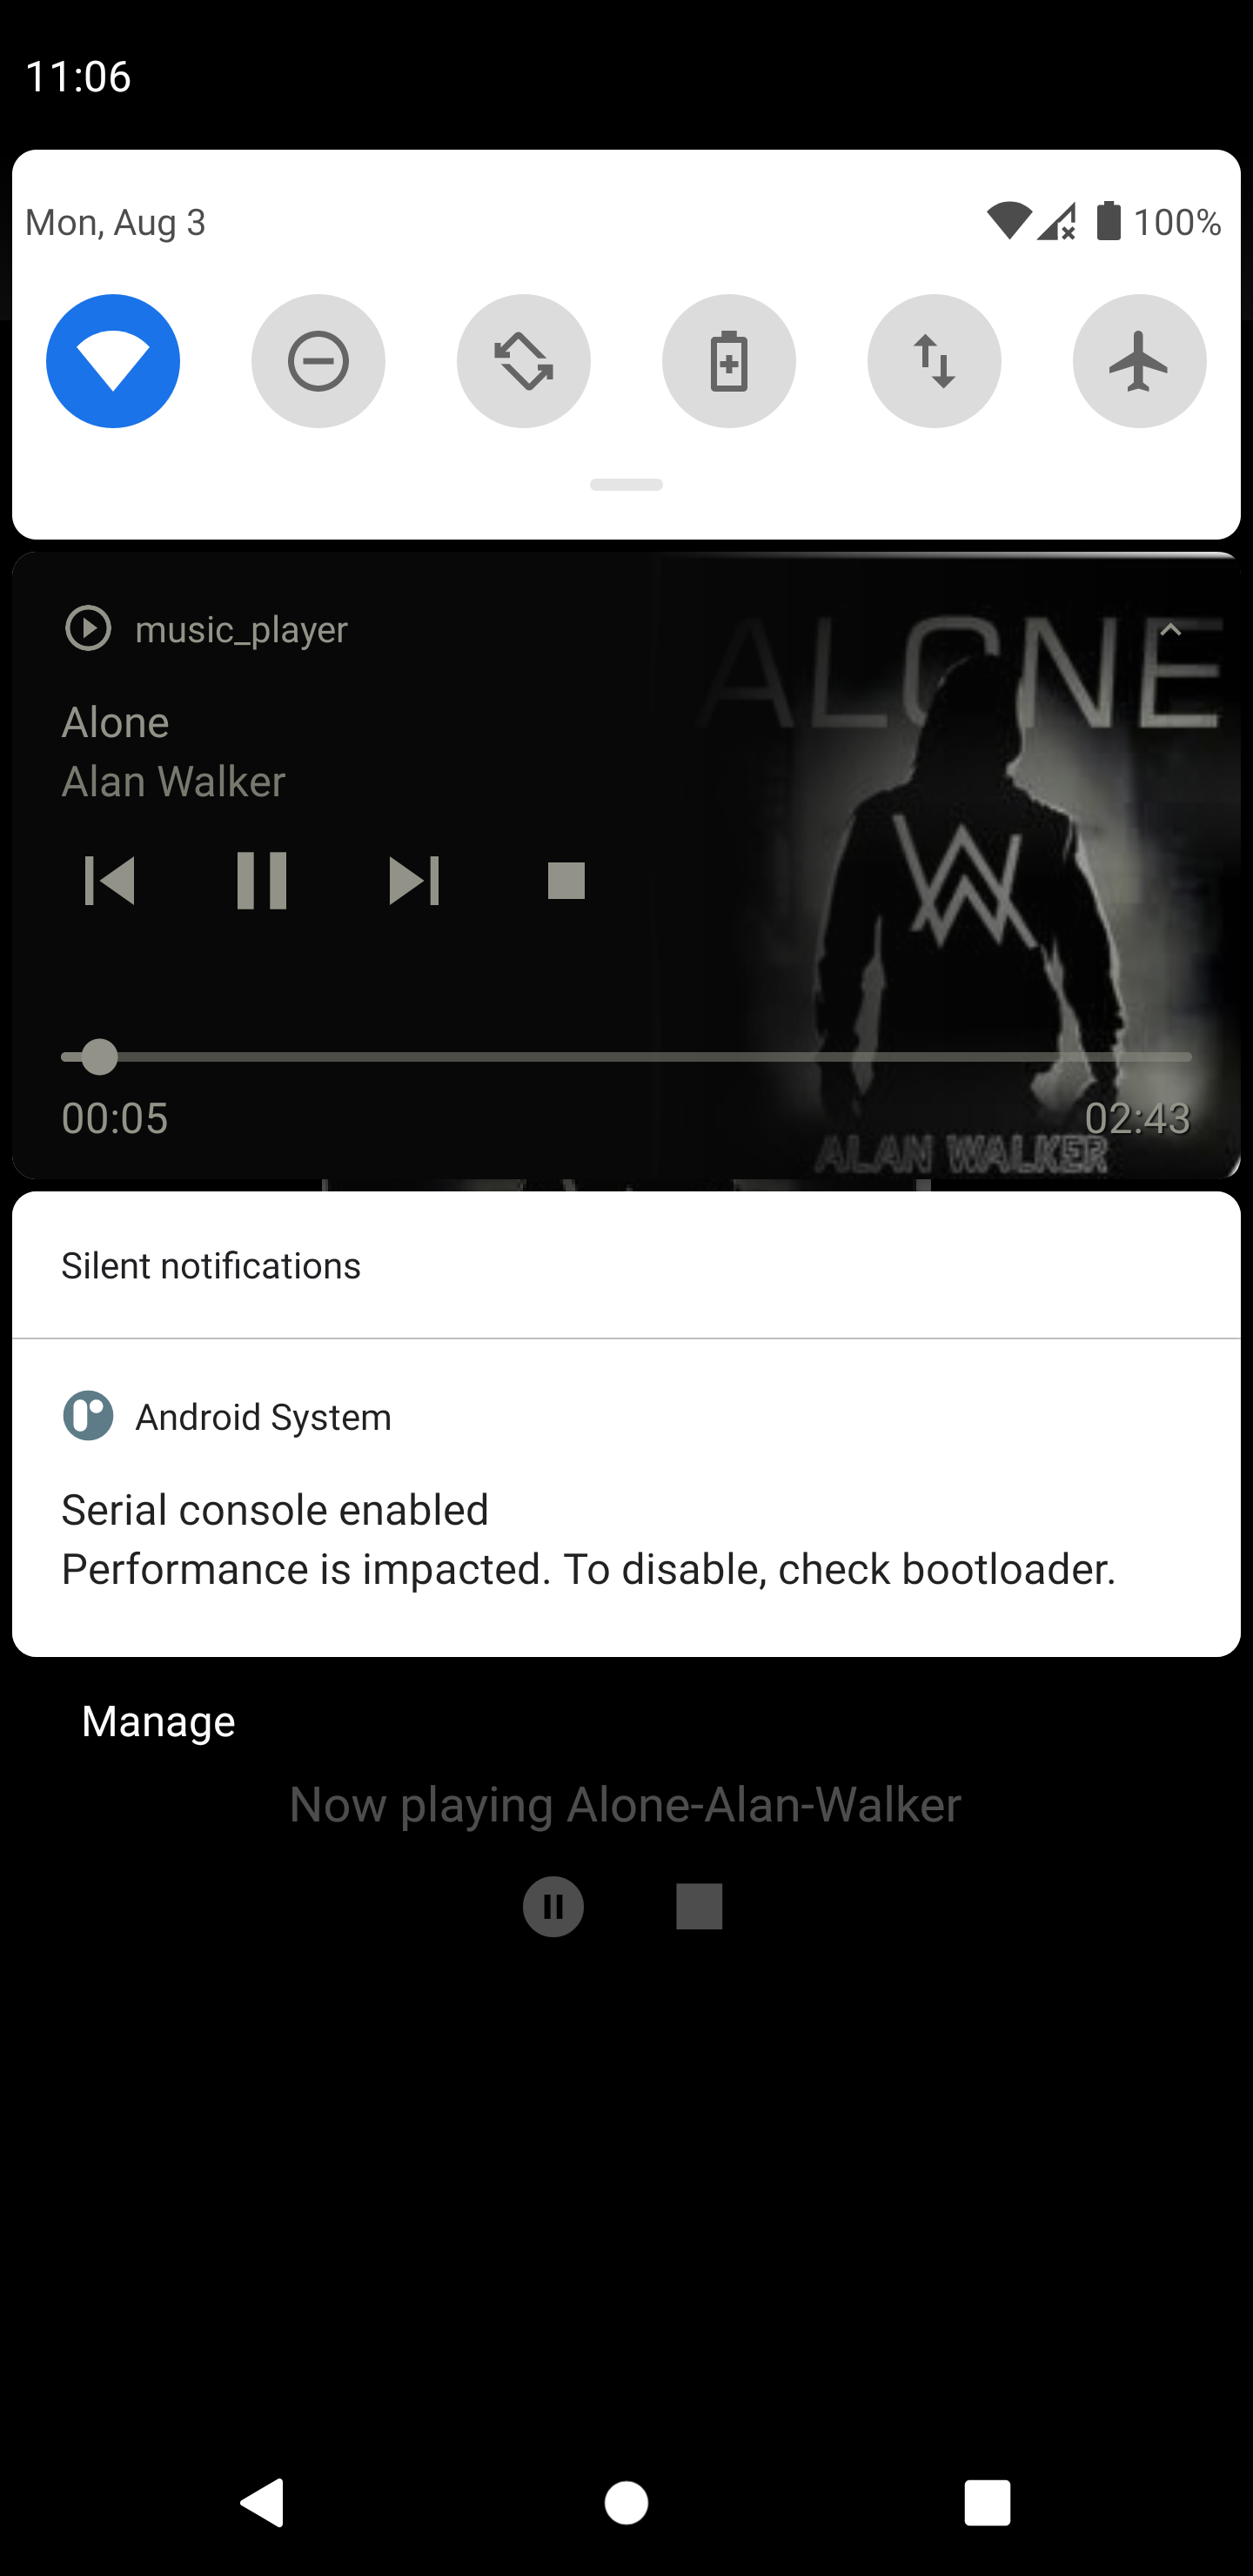 11:06
Mon, Aug 3
100%
music_player
ALONE
Alone
Alan Walker
00:05
02:43
ALAN WALKER
Silent notifications
Android System
Serial console enabled
Performance is impacted. To disable, check bootloader.
Manage
Now playing Alone-Alan-Walker